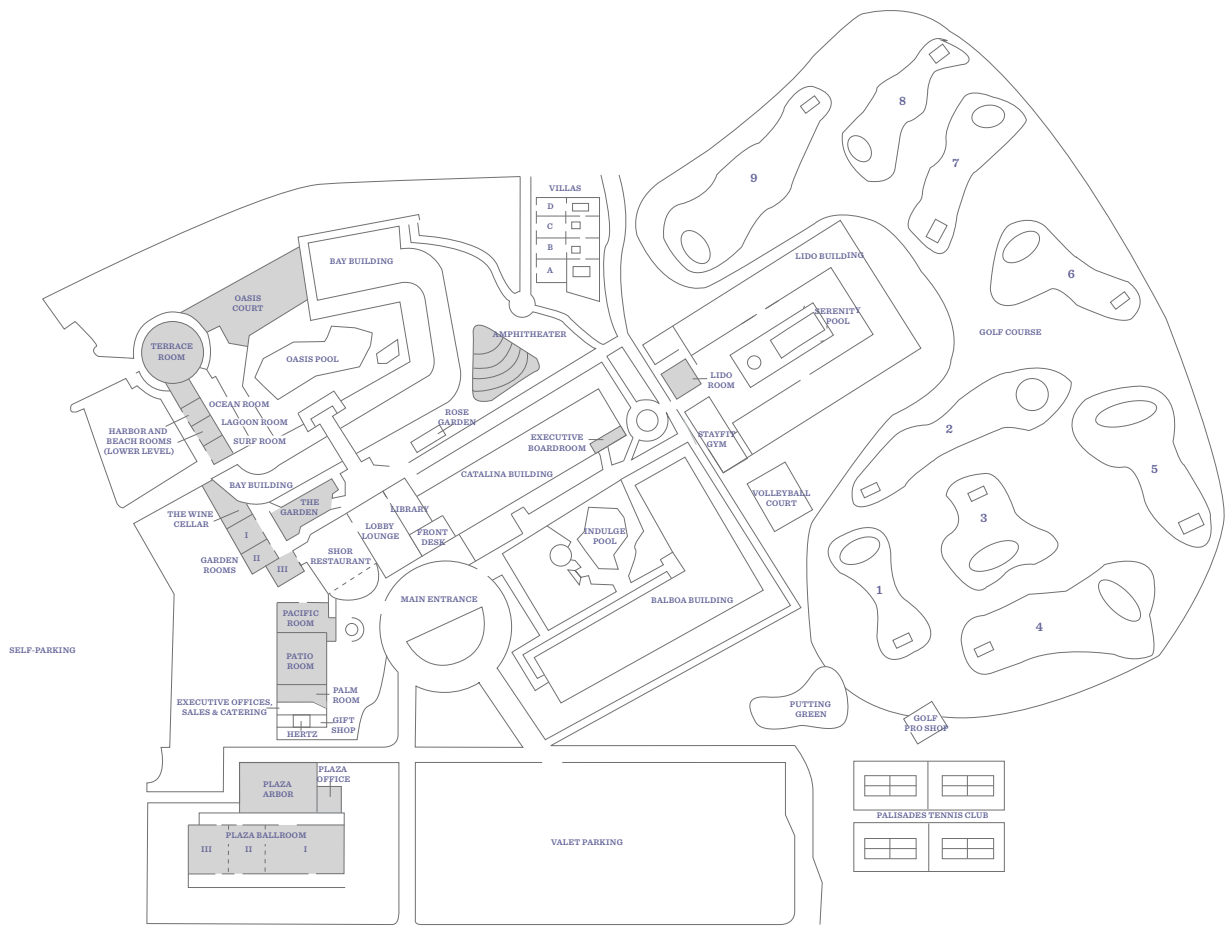 8
7
9
VILLAS
D
C
B
A
LIDO BUILDING
BAY BUILDING
6
OASIS
COURT
SERENITY
POOL
GOLF COURSE
AMPHITHEATER
TERRACE
ROOM
OASIS POOL
LIDO
ROOM
OCEAN ROOM
LAGOON ROOM
SURF ROOM
HARBOR AND
BEACH ROOMS
(LOWER LEVEL)
ROSE
GARDEN
EXECUTIVE
BOARDROOM
STAYFIT
GYM
2
5
CATALINA BUILDING
BAY BUILDING
VOLLEYBALL
COURT
THE WINE
CELLAR
THE
GARDEN
LIBRARY
LOBBY
LOUNGE
FRONT
DESK
INDULGE
POOL
3
I
II
III
GARDEN
ROOMS
SHOR
RESTAURANT
MAIN ENTRANCE
BALBOA BUILDING
1
4
PACIFIC
ROOM
SELF-PARKING
PATIO
ROOM
PALM
ROOM
EXECUTIVE OFFICES,
SALES & CATERING
GIFT
SHOP
HERTZ
PUTTING
GREEN
GOLF
PRO SHOP
PLAZA
OFFICE
PLAZA
ARBOR
PALISADES TENNIS CLUB
PLAZA BALLROOM
III
II
I
VALET PARKING